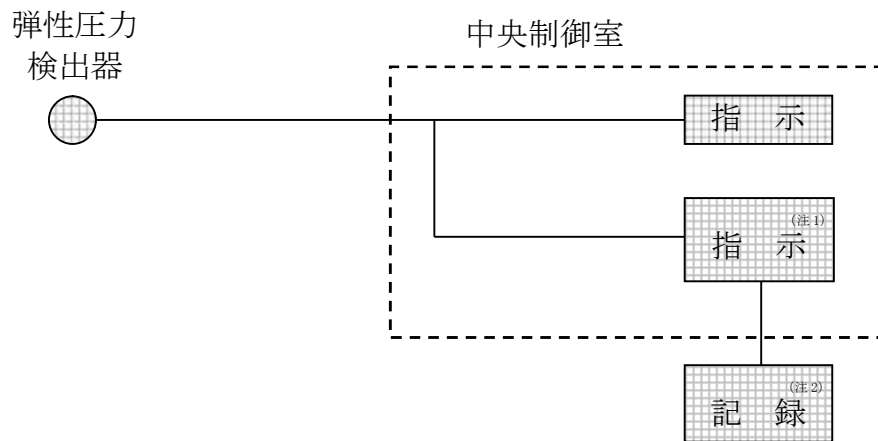 弾性圧力
検出器
中央制御室
指 示
指 示(注1)
記 録(注2)